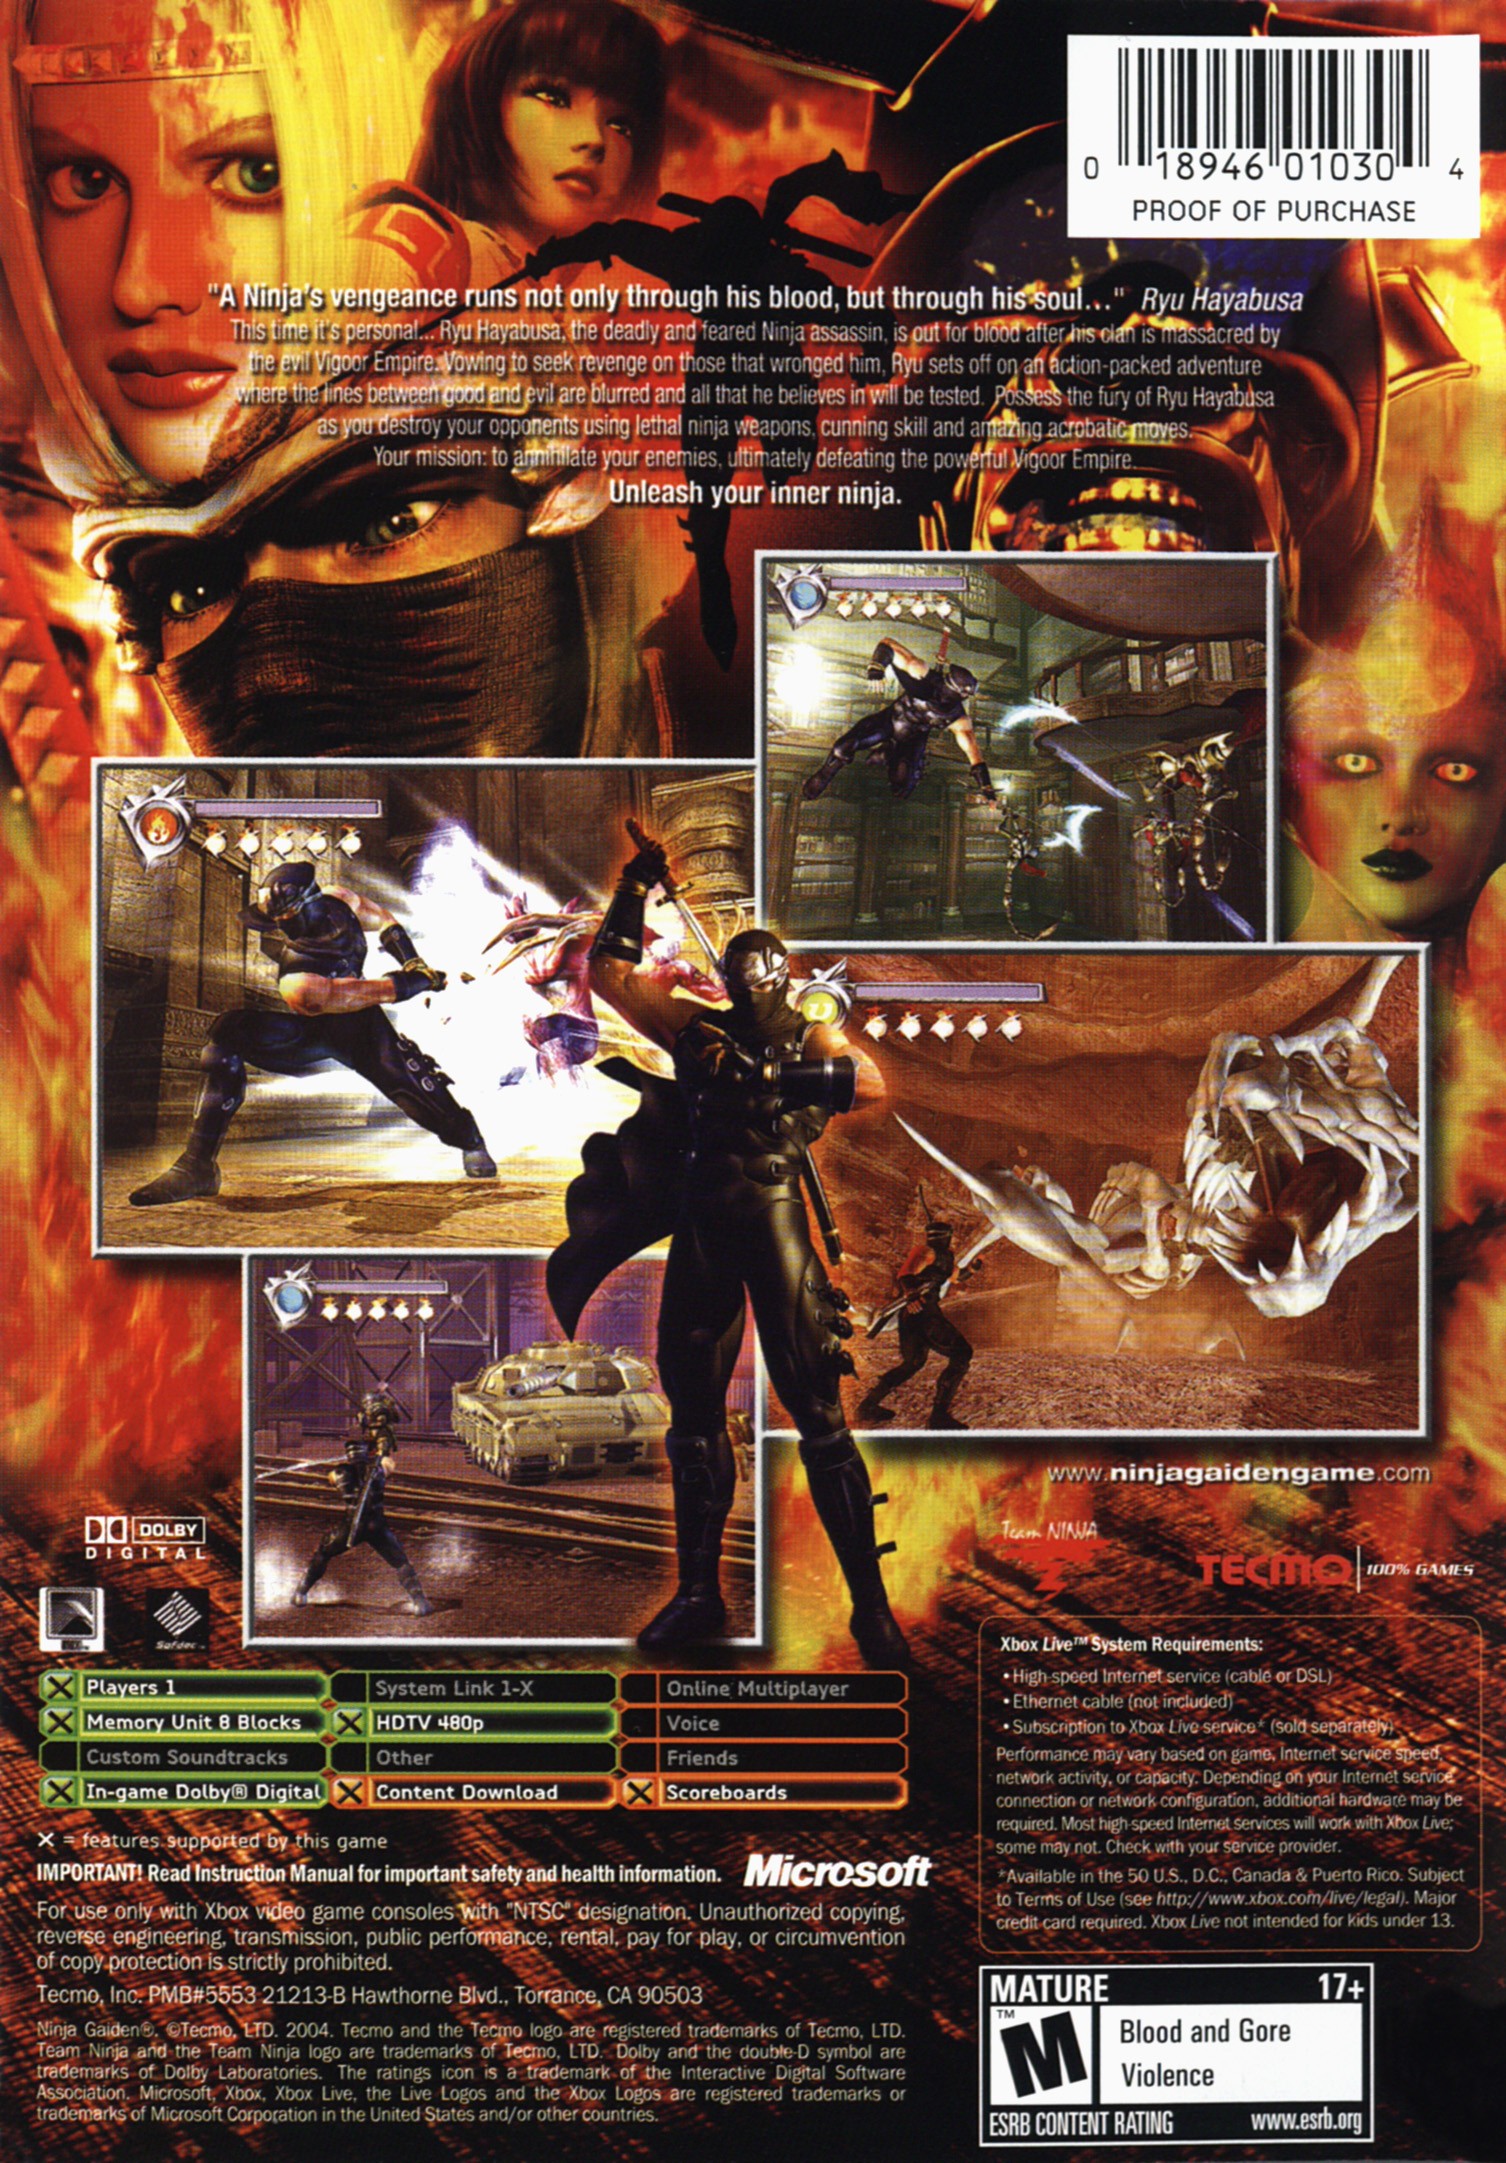 0 18946 01030 4
PROOF OF PURCHASE
"A Ninja's vengeance runs not only through his blood, but through his soul..." Ryu Hayabusa
This time it's personal... Ryu Hayabusa, the deadly and feared Ninja assassin, is out for blood after his clan is massacred by
the evil Vigoor Empire. Vowing to seek revenge on those that wronged him, Ryu sets off on an action-packed adventure
where the lines between good and evil are blurred and all that he believes in will be tested. Possess the fury of Ryu Hayabusa
as you destroy your opponents using lethal ninja weapons, cunning skill and amazing acrobatic moves.
Your mission: to annihilate your enemies, ultimately defeating the powerful Vigoor Empire.
Unleash your inner ninja.
www.ninjagaidengame.com
DOLBY
DIGITAL
Team NINJA
TECMO 100% GAMES
Sofdec™
Players 1
System Link 1-X
Online Multiplayer
Memory Unit 8 Blocks
HDTV 480p
Voice
Custom Soundtracks
Other
Friends
In-game Dolby® Digital
Content Download
Scoreboards
X = features supported by this game
IMPORTANT! Read Instruction Manual for important safety and health information.
Microsoft
For use only with Xbox video game consoles with "NTSC" designation. Unauthorized copying,
reverse engineering, transmission, public performance, rental, pay for play, or circumvention
of copy protection is strictly prohibited.
Tecmo, Inc. PMB#5553 21213-B Hawthorne Blvd., Torrance, CA 90503
Ninja Gaiden®. ©Tecmo, LTD. 2004. Tecmo and the Tecmo logo are registered trademarks of Tecmo, LTD.
Team Ninja and the Team Ninja logo are trademarks of Tecmo, LTD. Dolby and the double-D symbol are
trademarks of Dolby Laboratories. The ratings icon is a trademark of the Interactive Digital Software
Association. Microsoft, Xbox, Xbox Live, the Live Logos and the Xbox Logos are registered trademarks or
trademarks of Microsoft Corporation in the United States and/or other countries.
Xbox Live™ System Requirements:
• High-speed Internet service (cable or DSL)
• Ethernet cable (not included)
• Subscription to Xbox Live service* (sold separately)
Performance may vary based on game, Internet service speed,
network activity, or capacity. Depending on your Internet service
connection or network configuration, additional hardware may be
required. Most high-speed Internet services will work with Xbox Live;
some may not. Check with your service provider.
*Available in the 50 U.S., D.C., Canada & Puerto Rico. Subject
to Terms of Use (see http://www.xbox.com/live/legal). Major
credit card required. Xbox Live not intended for kids under 13.
MATURE 17+
M™
Blood and Gore
Violence
ESRB CONTENT RATING www.esrb.org